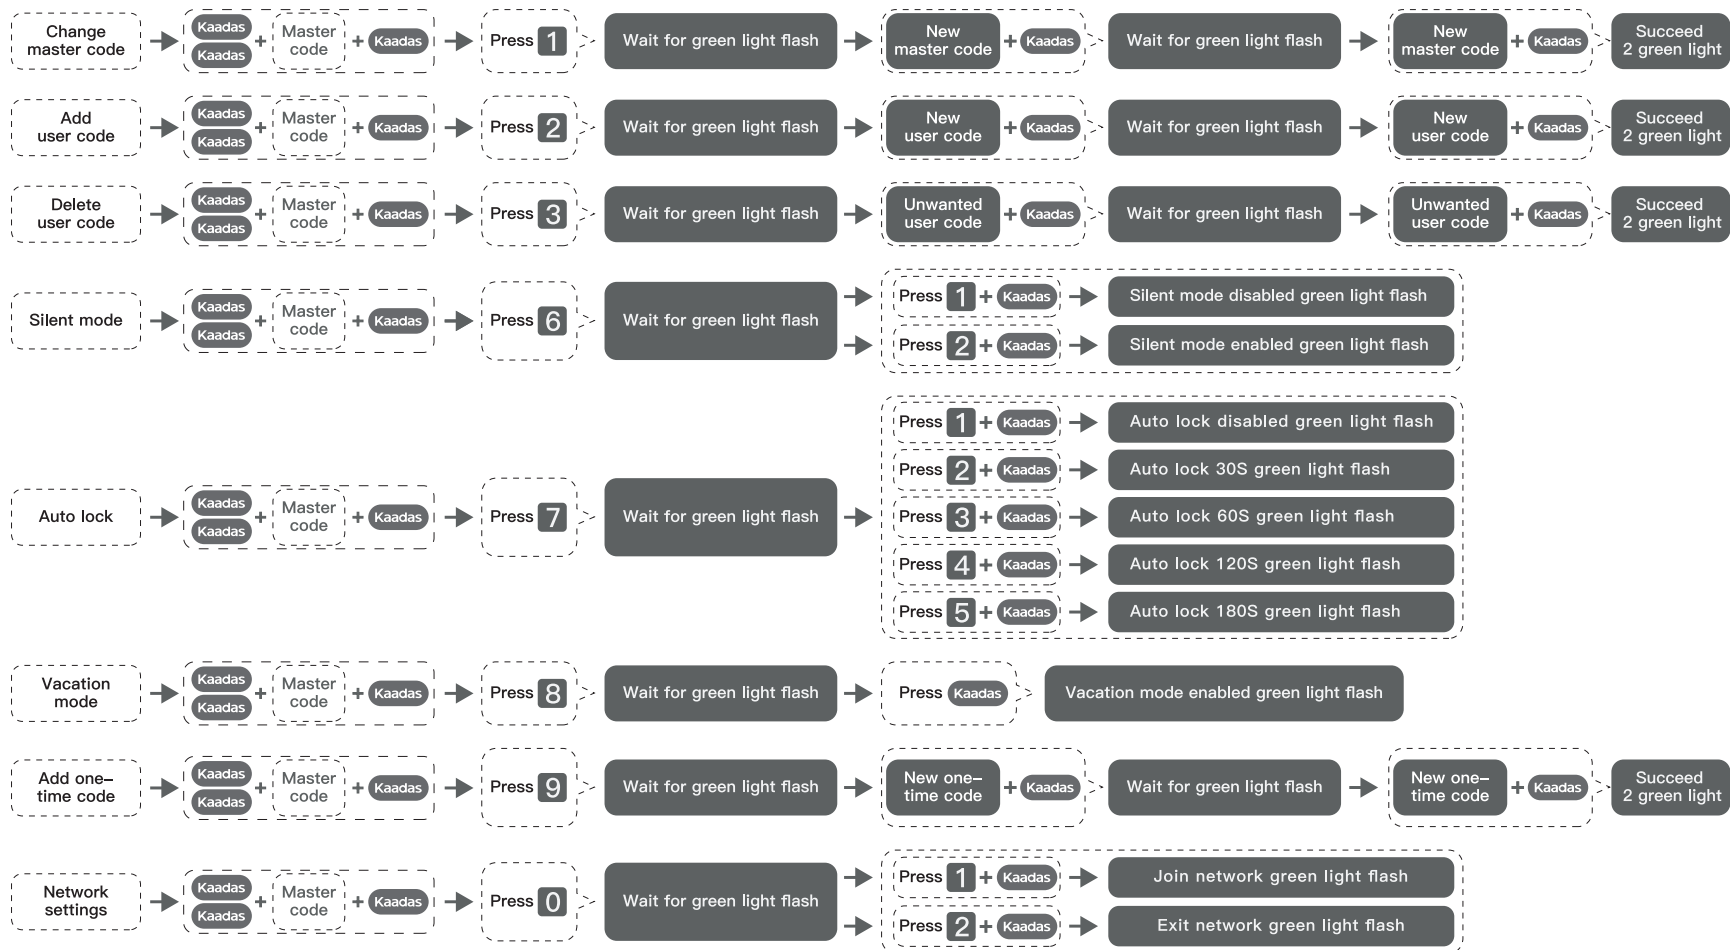 Change
master code
Kaadas
Kaadas
+
Master
code
+ Kaadas
Press 1
Wait for green light flash
New
master code
+ Kaadas
Wait for green light flash
New
master code
+ Kaadas
Succeed
2 green light
Add
user code
Kaadas
Kaadas
+
Master
code
+ Kaadas
Press 2
Wait for green light flash
New
user code
+ Kaadas
Wait for green light flash
New
user code
+ Kaadas
Succeed
2 green light
Delete
user code
Kaadas
Kaadas
+
Master
code
+ Kaadas
Press 3
Wait for green light flash
Unwanted
user code
+ Kaadas
Wait for green light flash
Unwanted
user code
+ Kaadas
Succeed
2 green light
Silent mode
Kaadas
Kaadas
+
Master
code
+ Kaadas
Press 6
Wait for green light flash
Press 1 + Kaadas
Silent mode disabled green light flash
Press 2 + Kaadas
Silent mode enabled green light flash
Auto lock
Kaadas
Kaadas
+
Master
code
+ Kaadas
Press 7
Wait for green light flash
Press 1 + Kaadas
Auto lock disabled green light flash
Press 2 + Kaadas
Auto lock 30S green light flash
Press 3 + Kaadas
Auto lock 60S green light flash
Press 4 + Kaadas
Auto lock 120S green light flash
Press 5 + Kaadas
Auto lock 180S green light flash
Vacation
mode
Kaadas
Kaadas
+
Master
code
+ Kaadas
Press 8
Wait for green light flash
Press Kaadas
Vacation mode enabled green light flash
Add one–
time code
Kaadas
Kaadas
+
Master
code
+ Kaadas
Press 9
Wait for green light flash
New one–
time code
+ Kaadas
Wait for green light flash
New one–
time code
+ Kaadas
Succeed
2 green light
Network
settings
Kaadas
Kaadas
+
Master
code
+ Kaadas
Press 0
Wait for green light flash
Press 1 + Kaadas
Join network green light flash
Press 2 + Kaadas
Exit network green light flash